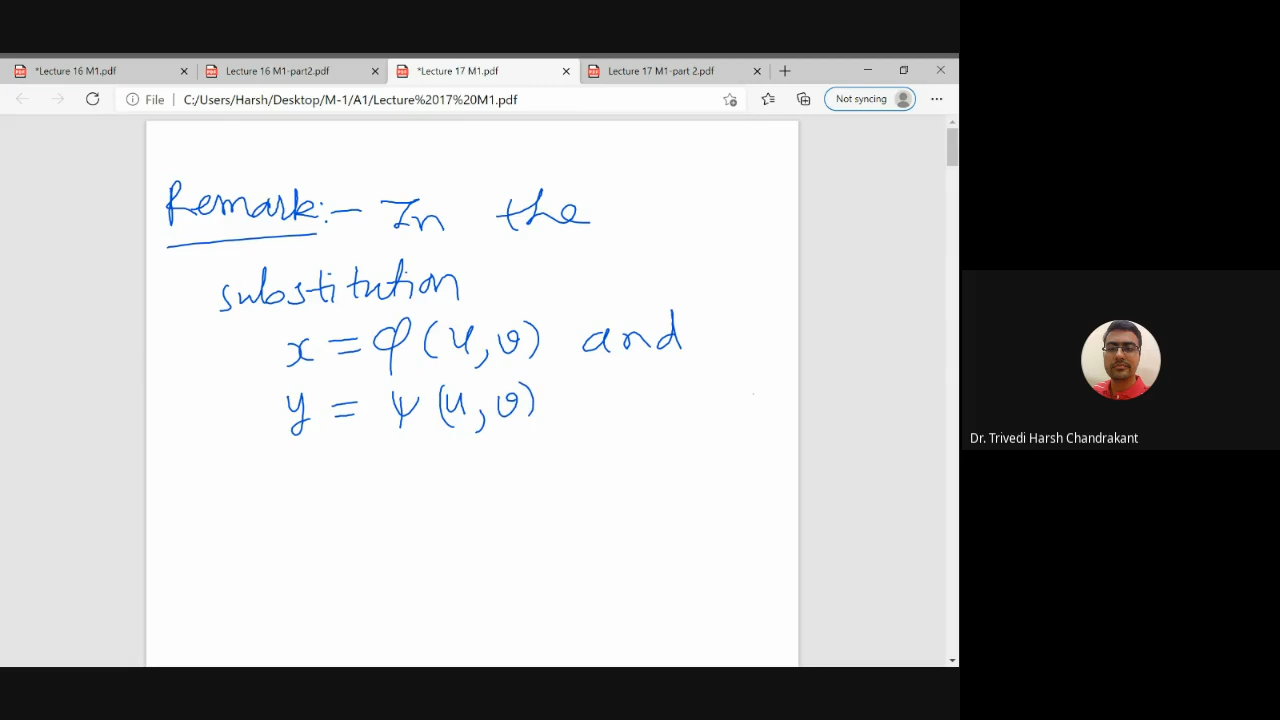 *Lecture 16 M1.pdf
Lecture 16 M1-part2.pdf
*Lecture 17 M1.pdf
Lecture 17 M1-part 2.pdf
File
C:/Users/Harsh/Desktop/M-1/A1/Lecture%2017%20M1.pdf
Not syncing
Remark:- In the
substitution
x = φ(u,v) and
y = ψ(u,v)
Dr. Trivedi Harsh Chandrakant